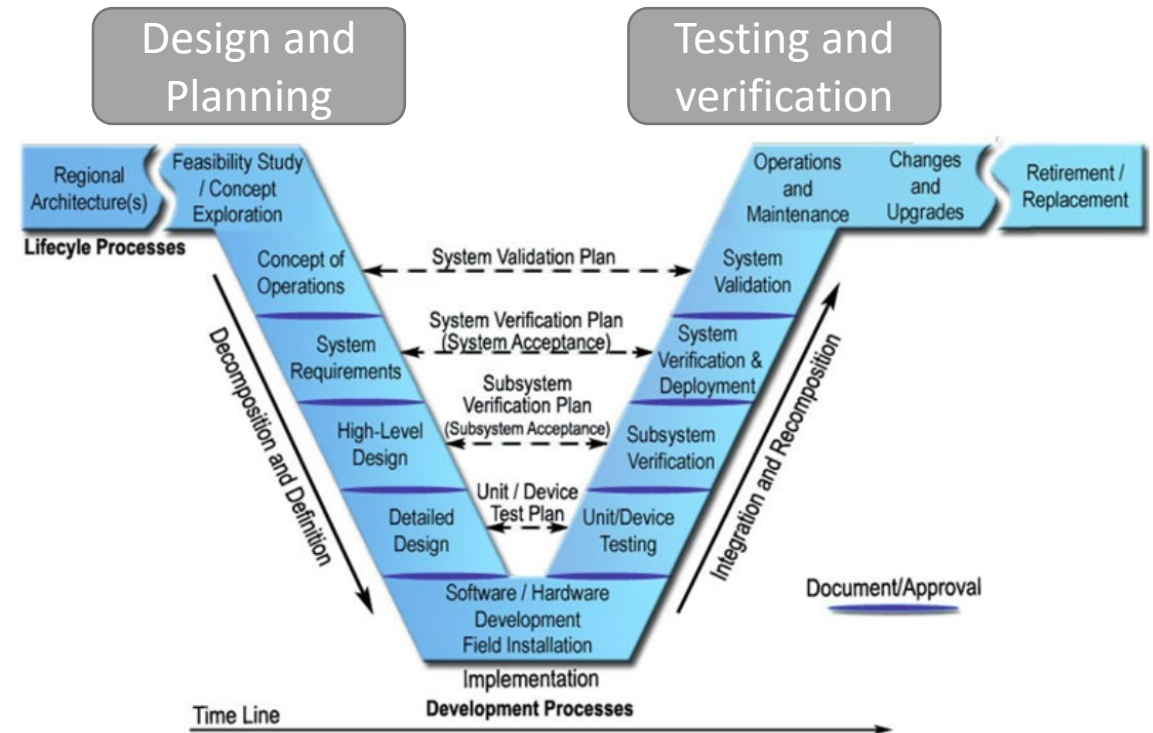 Design and
Planning
Testing and
verification
Regional
Architecture(s)
Feasibility Study
/ Concept
Exploration
Operations
and
Maintenance
Changes
and
Upgrades
Retirement /
Replacement
Lifecyle Processes
Concept of
Operations
System Validation Plan
System
Validation
System
Requirements
System Verification Plan
(System Acceptance)
System
Verification &
Deployment
High-Level
Design
Subsystem
Verification Plan
(Subsystem Acceptance)
Subsystem
Verification
Detailed
Design
Unit / Device
Test Plan
Unit/Device
Testing
Decomposition and Definition
Integration and Recomposition
Software / Hardware
Development
Field Installation
Document/Approval
Implementation
Development Processes
Time Line